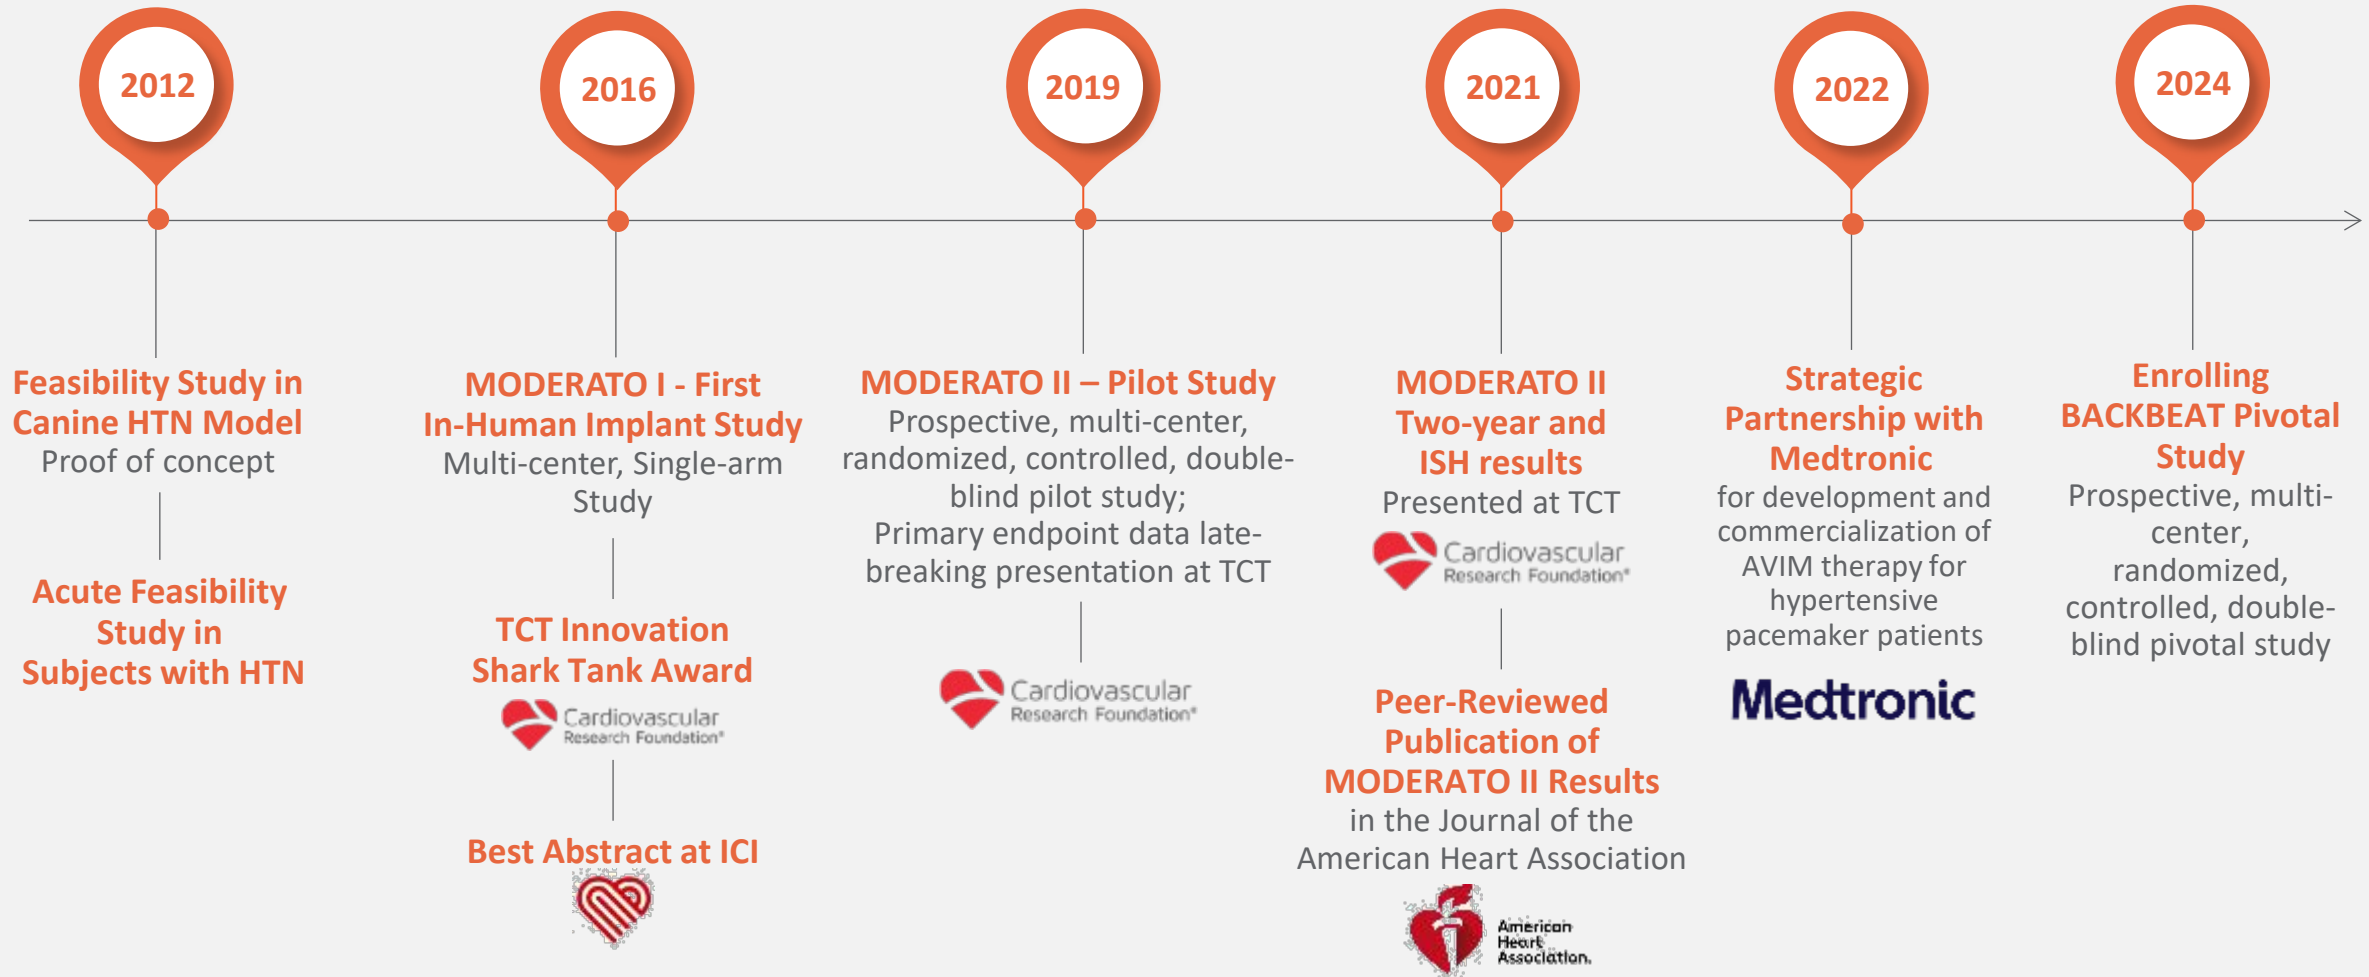 2012
Feasibility Study in
Canine HTN Model
Proof of concept
Acute Feasibility
Study in
Subjects with HTN
2016
MODERATO I - First
In-Human Implant Study
Multi-center, Single-arm
Study
TCT Innovation
Shark Tank Award
Cardiovascular
Research Foundation®
Best Abstract at ICI
2019
MODERATO II – Pilot Study
Prospective, multi-center,
randomized, controlled, double-
blind pilot study;
Primary endpoint data late-
breaking presentation at TCT
Cardiovascular
Research Foundation®
2021
MODERATO II
Two-year and
ISH results
Presented at TCT
Cardiovascular
Research Foundation®
Peer-Reviewed
Publication of
MODERATO II Results
in the Journal of the
American Heart Association
American
Heart
Association.
2022
Strategic
Partnership with
Medtronic
for development and
commercialization of
AVIM therapy for
hypertensive
pacemaker patients
Medtronic
2024
Enrolling
BACKBEAT Pivotal
Study
Prospective, multi-
center,
randomized,
controlled, double-
blind pivotal study